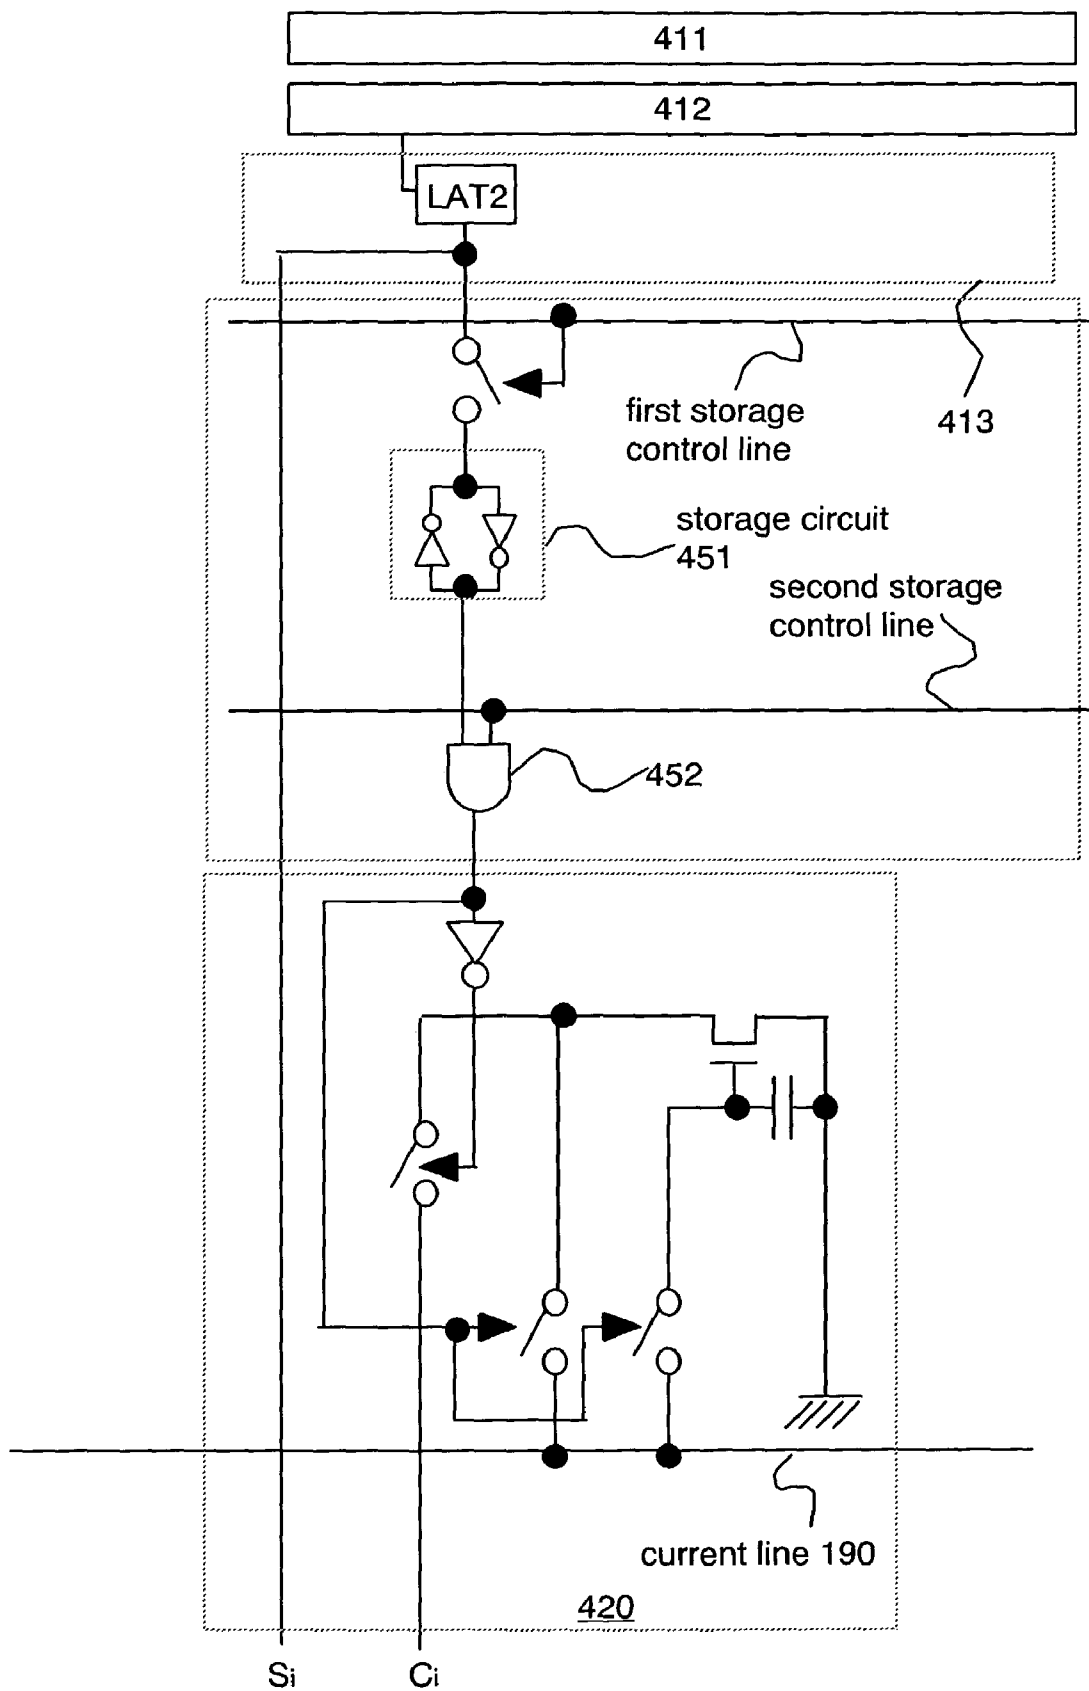 411
412
LAT2
first storage
control line
413
storage circuit
451
second storage
control line
452
current line 190
420
Si
Ci